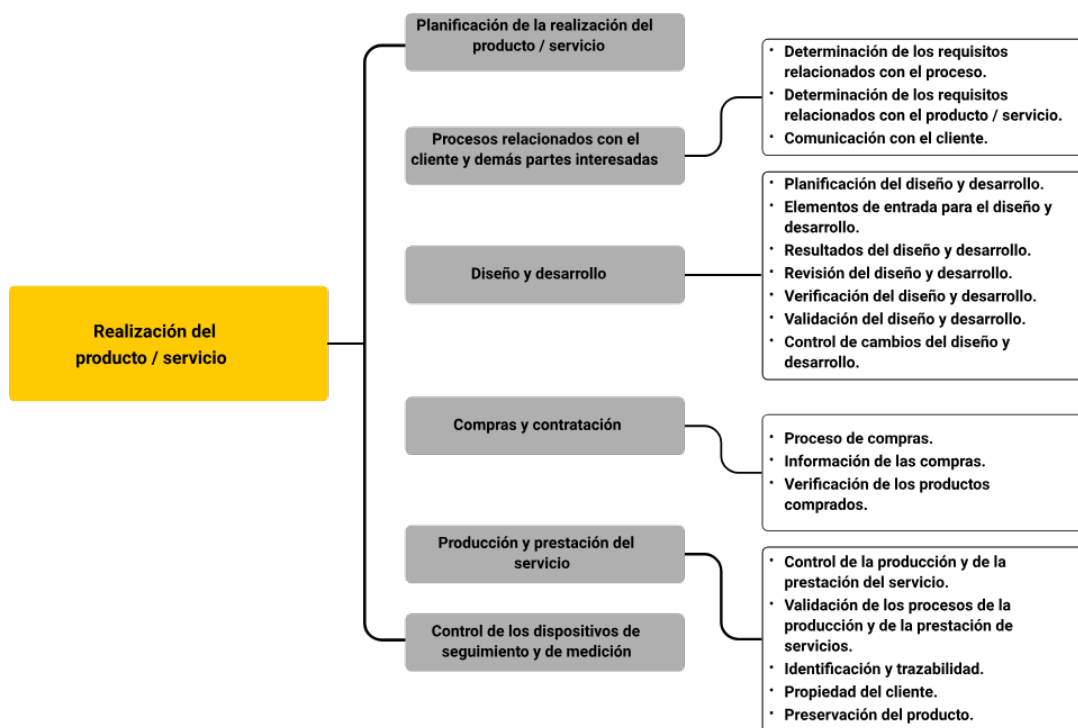 Realización del
producto / servicio
Planificación de la realización del
producto / servicio
Procesos relacionados con el
cliente y demás partes interesadas
• Determinación de los requisitos
relacionados con el proceso.
• Determinación de los requisitos
relacionados con el producto / servicio.
• Comunicación con el cliente.
Diseño y desarrollo
• Planificación del diseño y desarrollo.
• Elementos de entrada para el diseño y
desarrollo.
• Resultados del diseño y desarrollo.
• Revisión del diseño y desarrollo.
• Verificación del diseño y desarrollo.
• Validación del diseño y desarrollo.
• Control de cambios del diseño y
desarrollo.
Compras y contratación
• Proceso de compras.
• Información de las compras.
• Verificación de los productos
comprados.
Producción y prestación del
servicio
• Control de la producción y de la
prestación del servicio.
• Validación de los procesos de la
producción y de la prestación de
servicios.
• Identificación y trazabilidad.
• Propiedad del cliente.
• Preservación del producto.
Control de los dispositivos de
seguimiento y de medición